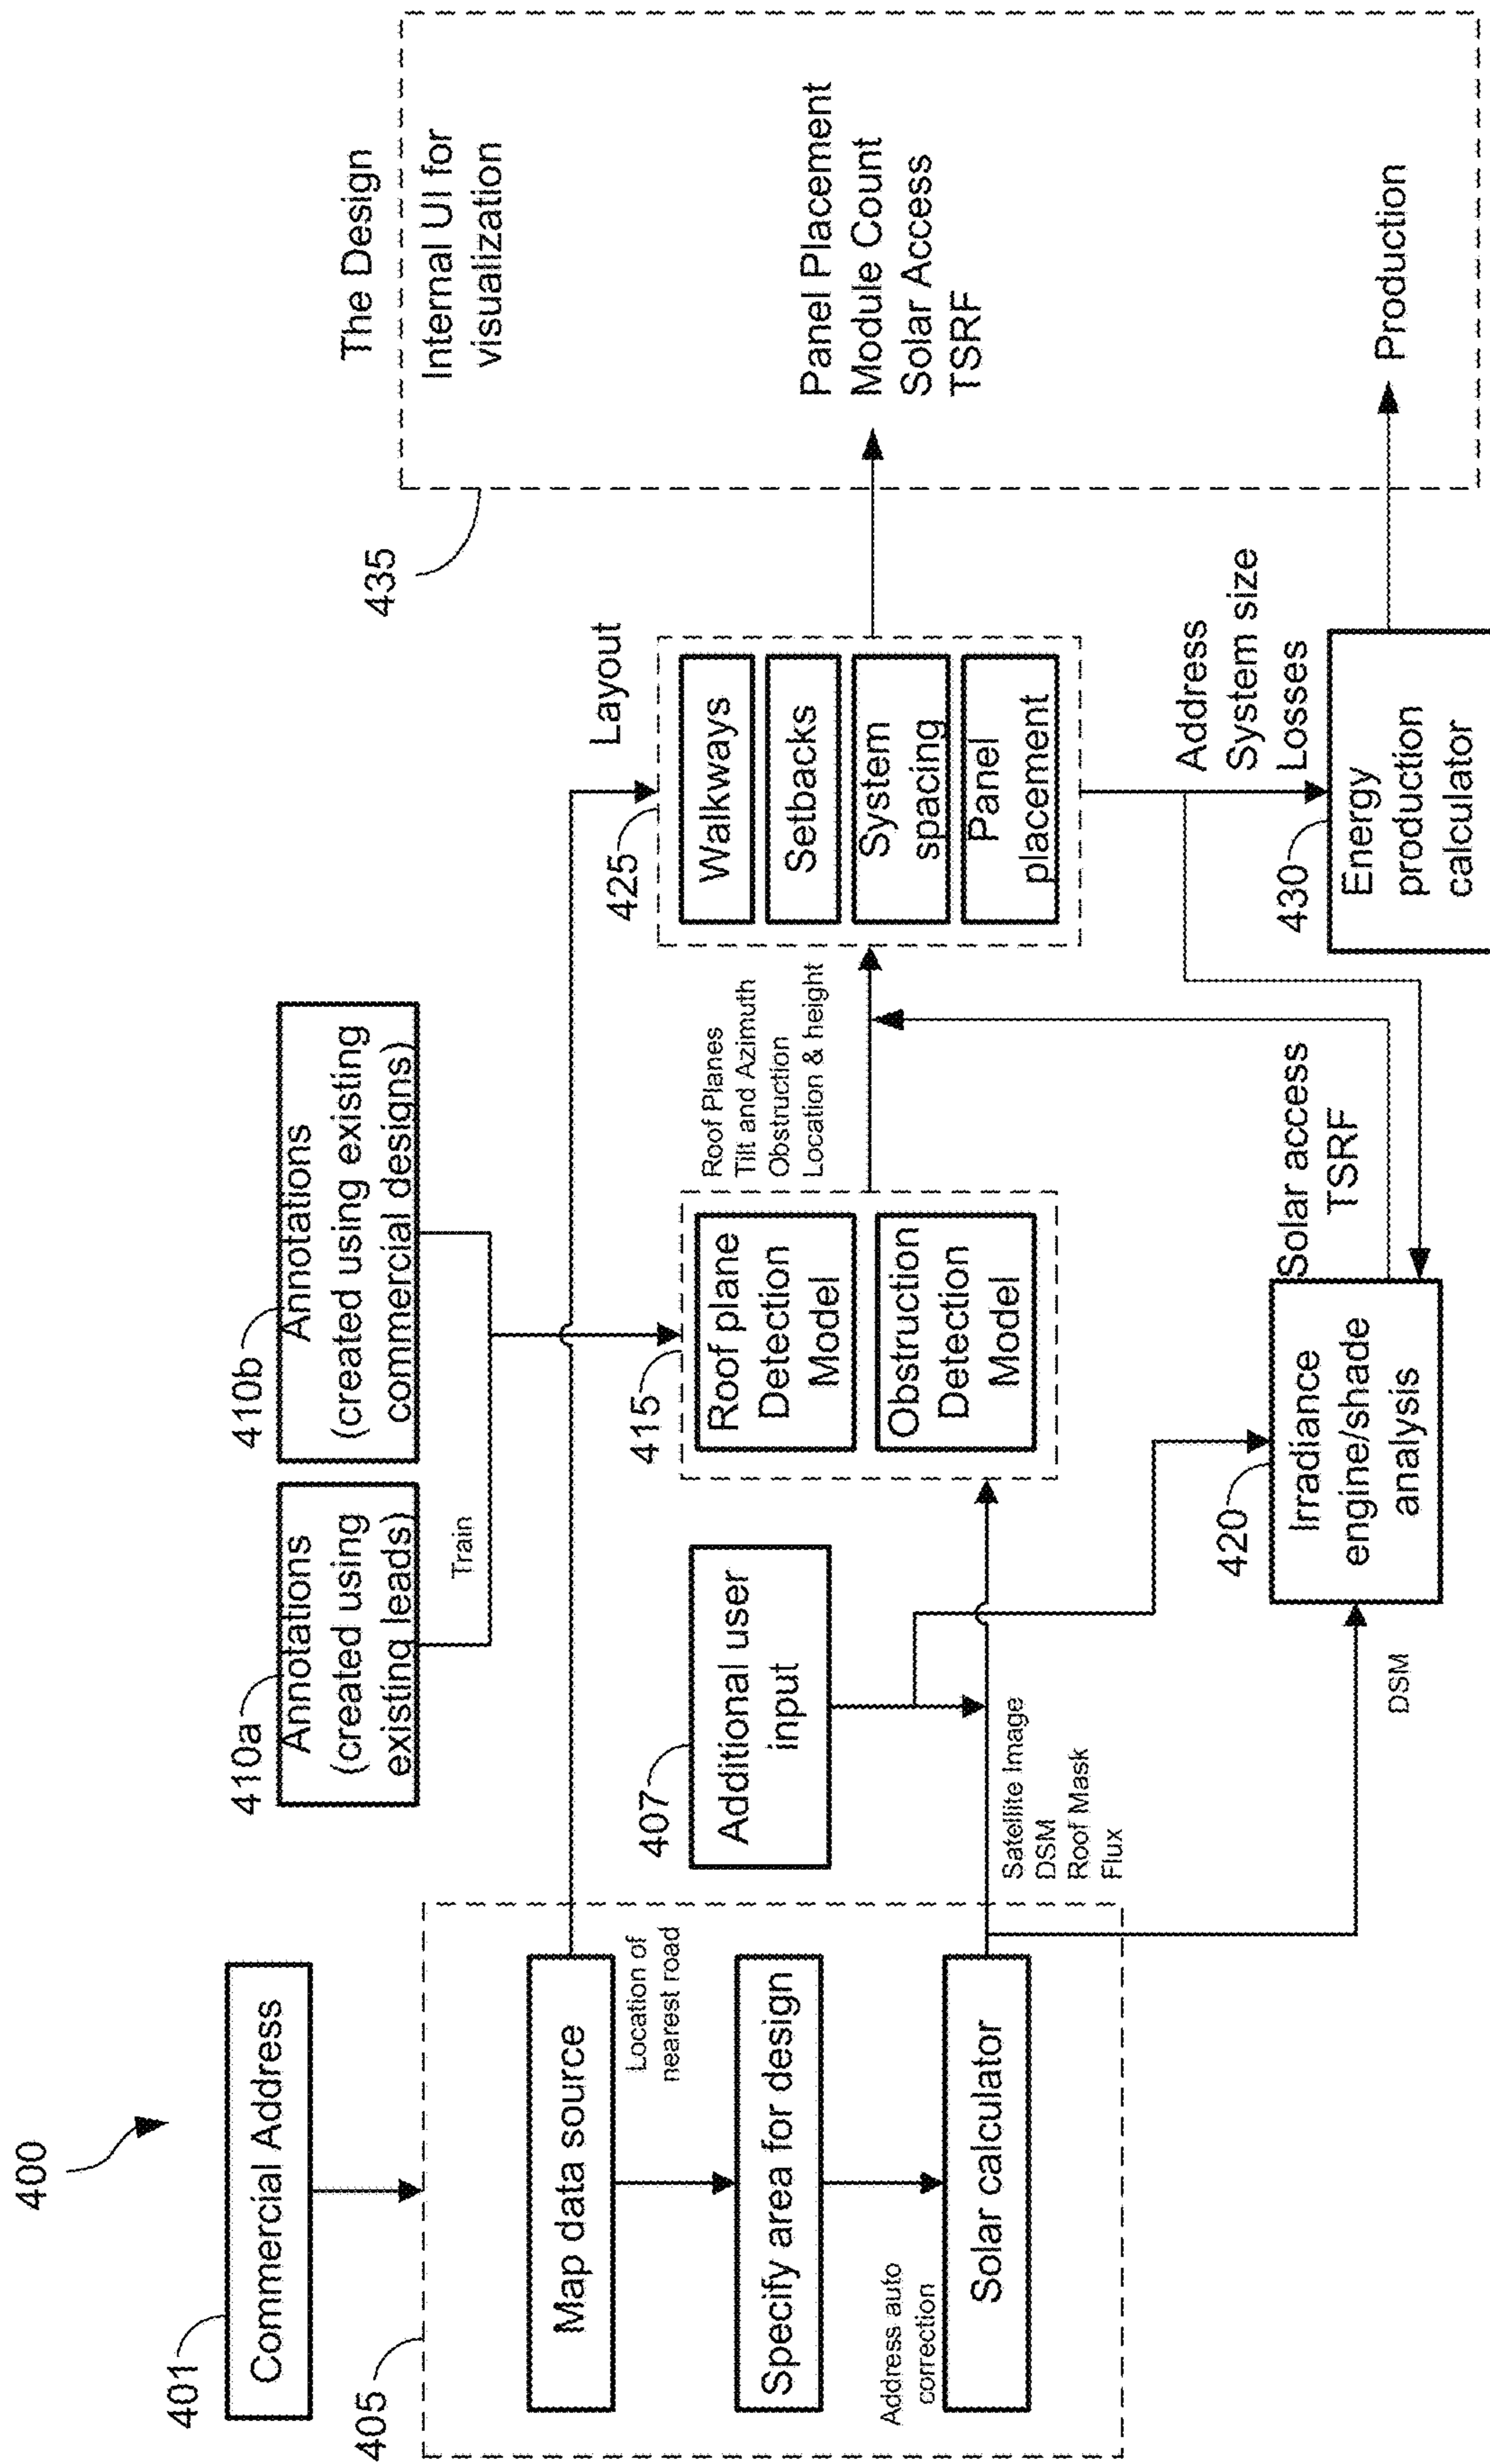 400
401
Commercial Address
405
Map data source
Location of
nearest road
Specify area for design
Address auto
correction
Solar calculator
Satellite Image
DSM
Roof Mask
Flux
DSM
407
Additional user
input
410a
Annotations
(created using
existing leads)
410b
Annotations
(created using existing
commercial designs)
Train
415
Roof plane
Detection
Model
Obstruction
Detection
Model
Roof Planes
Tilt and Azimuth
Obstruction
Location & height
420
Irradiance
engine/shade
analysis
Solar access
TSRF
Layout
425
Walkways
Setbacks
System
spacing
Panel
placement
Address
System size
Losses
430
Energy
production
calculator
435
The Design
Internal UI for
visualization
Panel Placement
Module Count
Solar Access
TSRF
Production